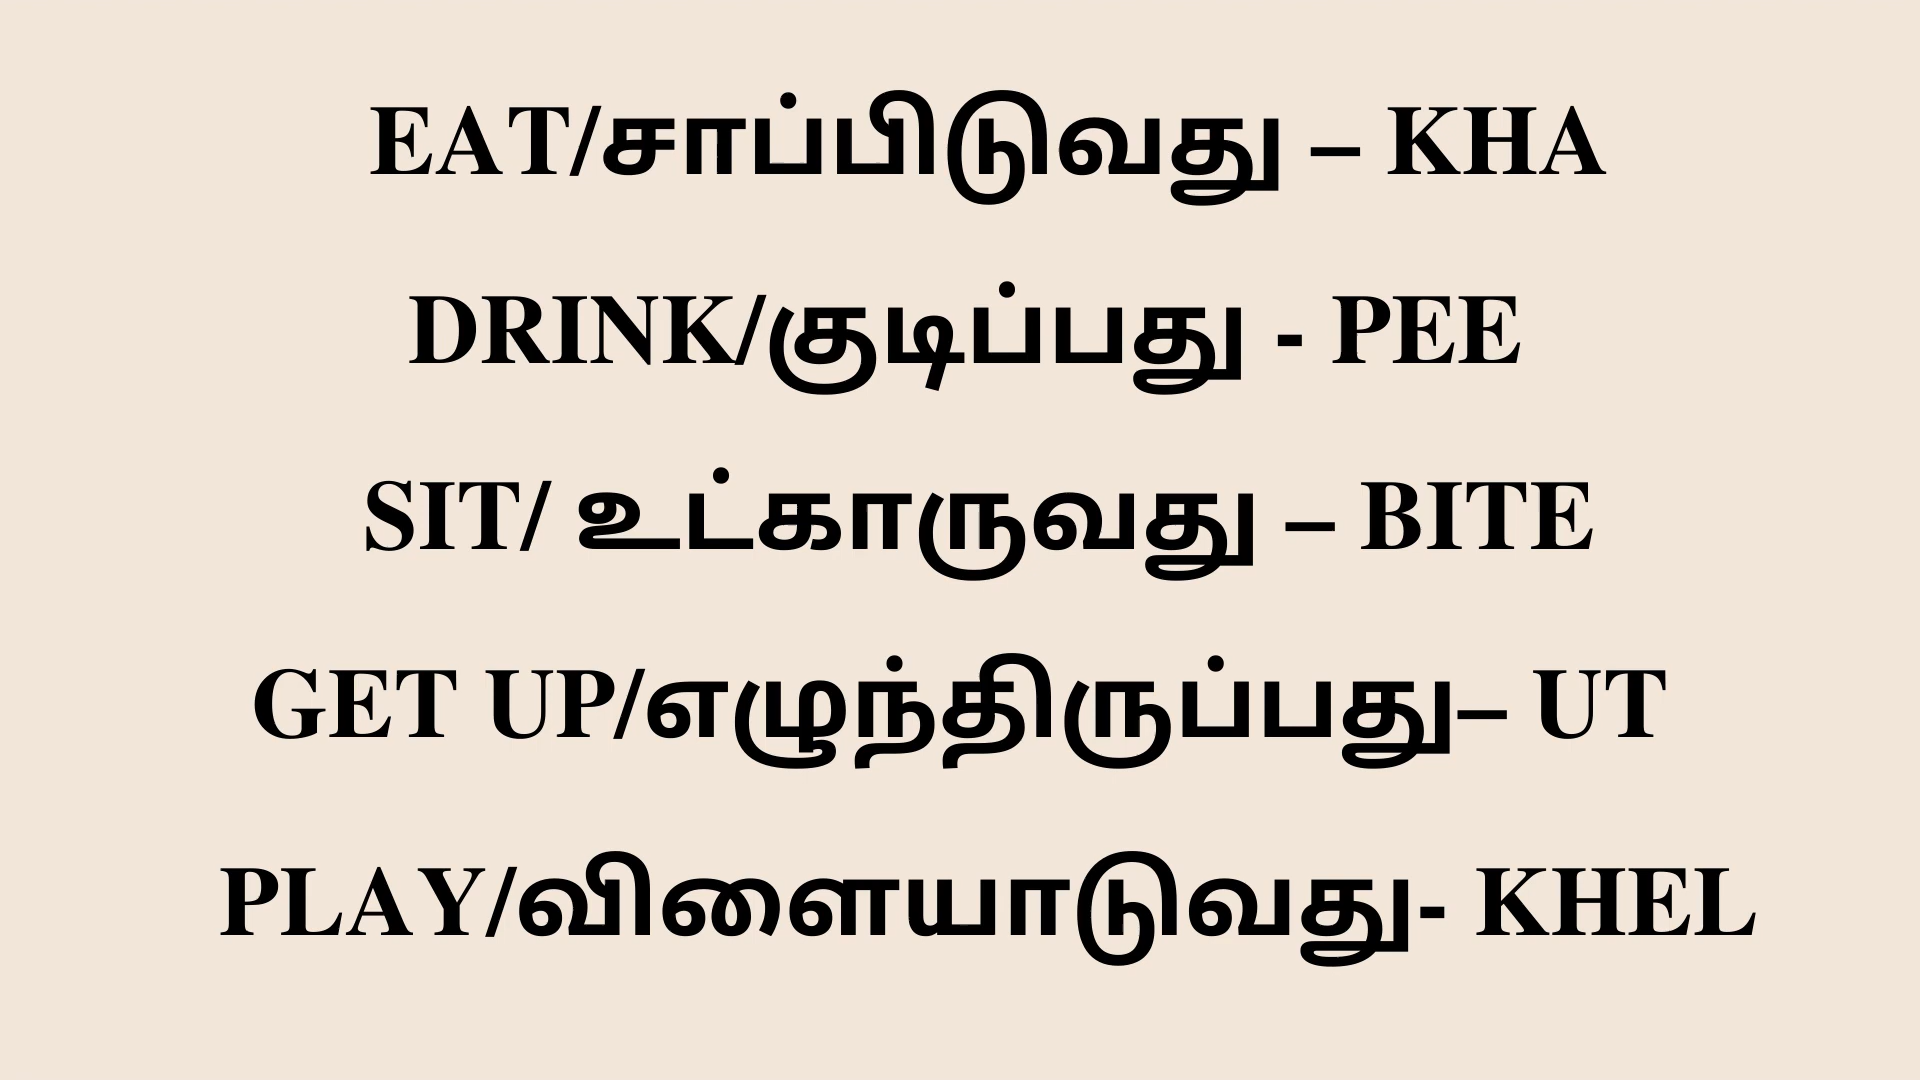 EAT/சாப்பிடுவது – KHA
DRINK/குடிப்பது - PEE
SIT/ உட்காருவது – BITE
GET UP/எழுந்திருப்பது– UT
PLAY/விளையாடுவது- KHEL